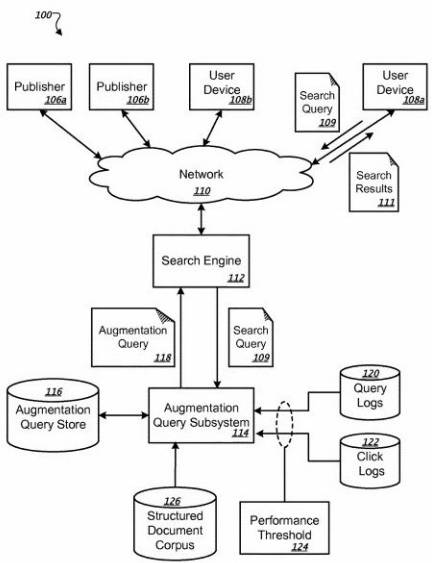 100
Publisher
106a
Publisher
106b
User
Device
108b
Search
Query
109
User
Device
108a
Network
110
Search
Results
111
Search Engine
112
Augmentation
Query
118
Search
Query
109
116
Augmentation
Query Store
Augmentation
Query Subsystem
114
120
Query
Logs
122
Click
Logs
126
Structured
Document
Corpus
Performance
Threshold
124